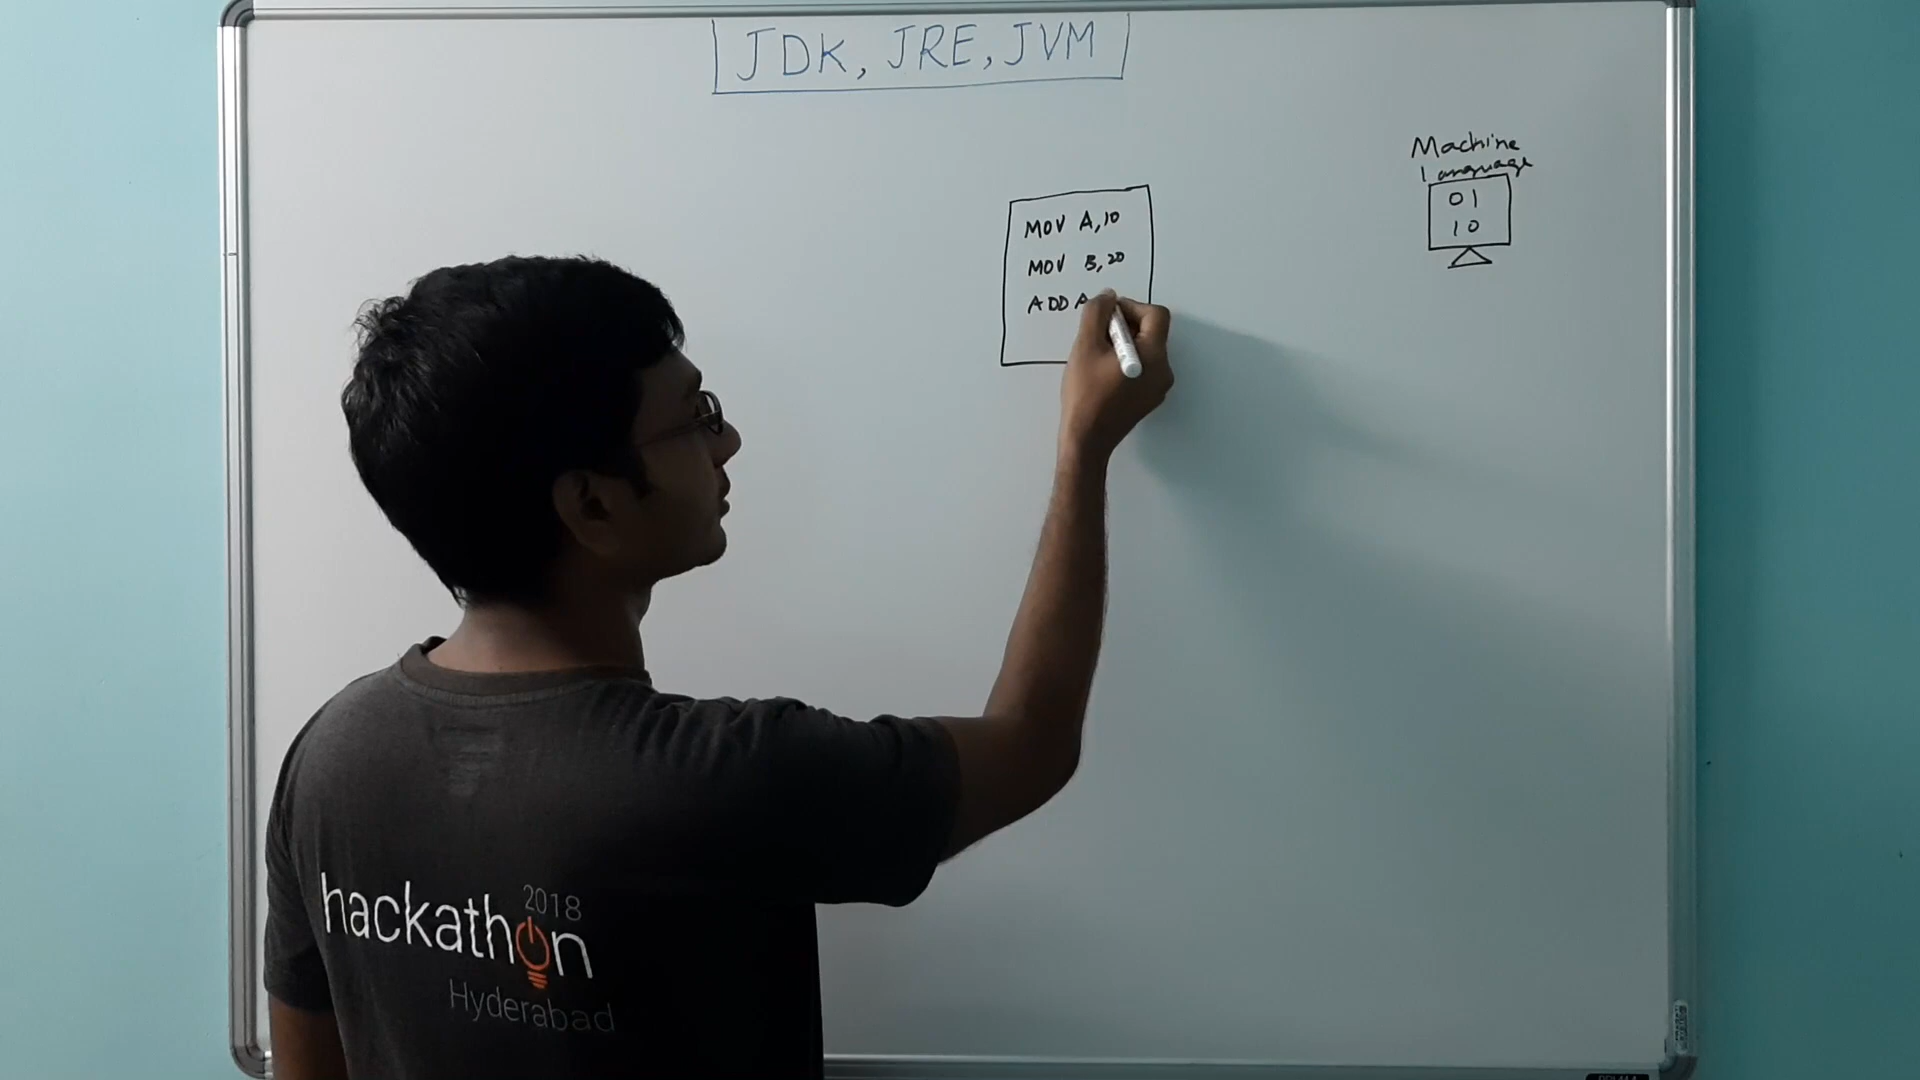 JDK, JRE, JVM
Machine
language
01
10
MOV A,10
MOV B,20
ADD A
2018
hackathon
Hyderabad